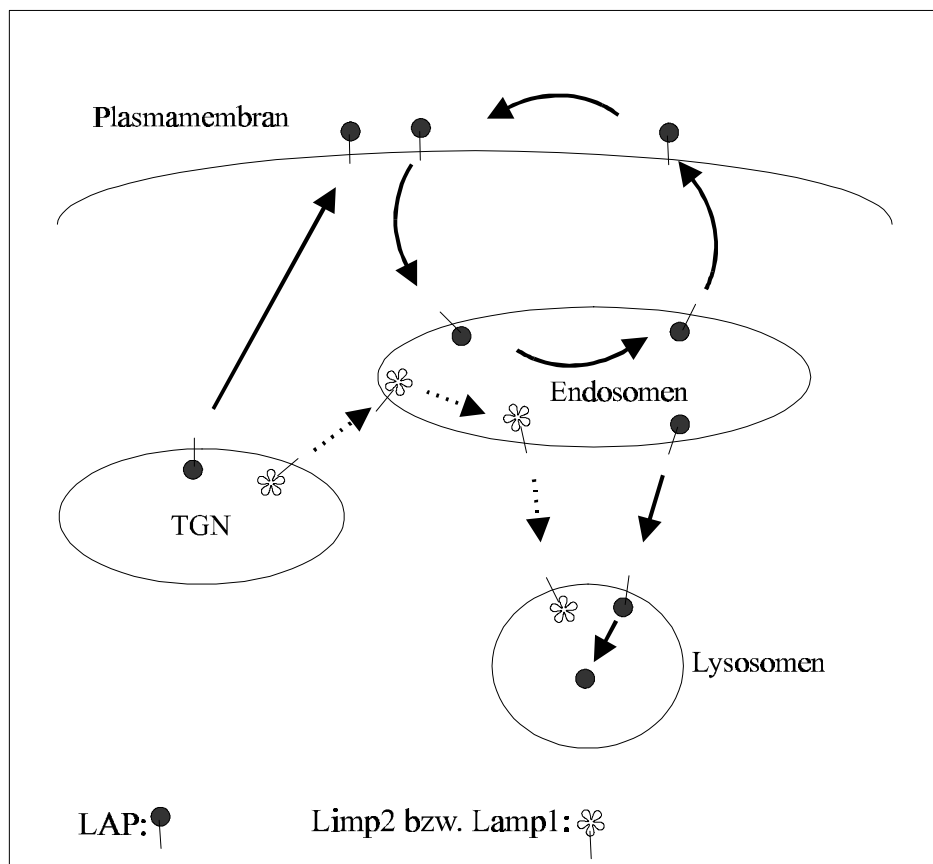 Plasmamembran
Endosomen
TGN
Lysosomen
LAP:
Limp2 bzw. Lamp1: